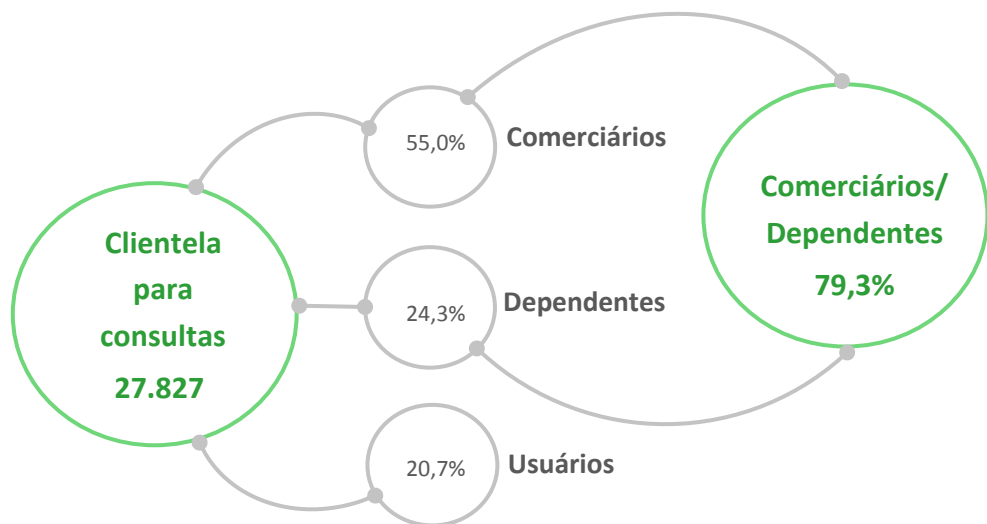 Clientela
para
consultas
27.827
55,0%
Comerciários
24,3%
Dependentes
20,7%
Usuários
Comerciários/
Dependentes
79,3%